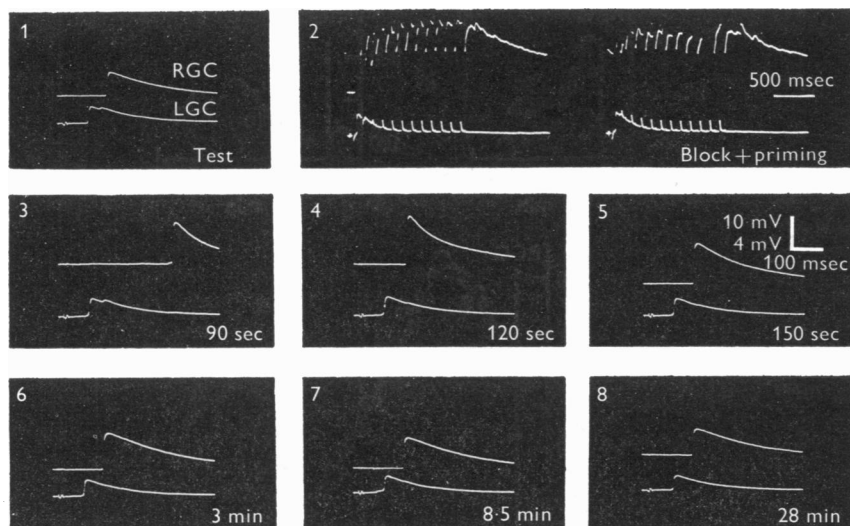 1
RGC
LGC
Test
2
500 msec
Block + priming
3
90 sec
4
120 sec
5
10 mV
4 mV
100 msec
150 sec
6
3 min
7
8·5 min
8
28 min